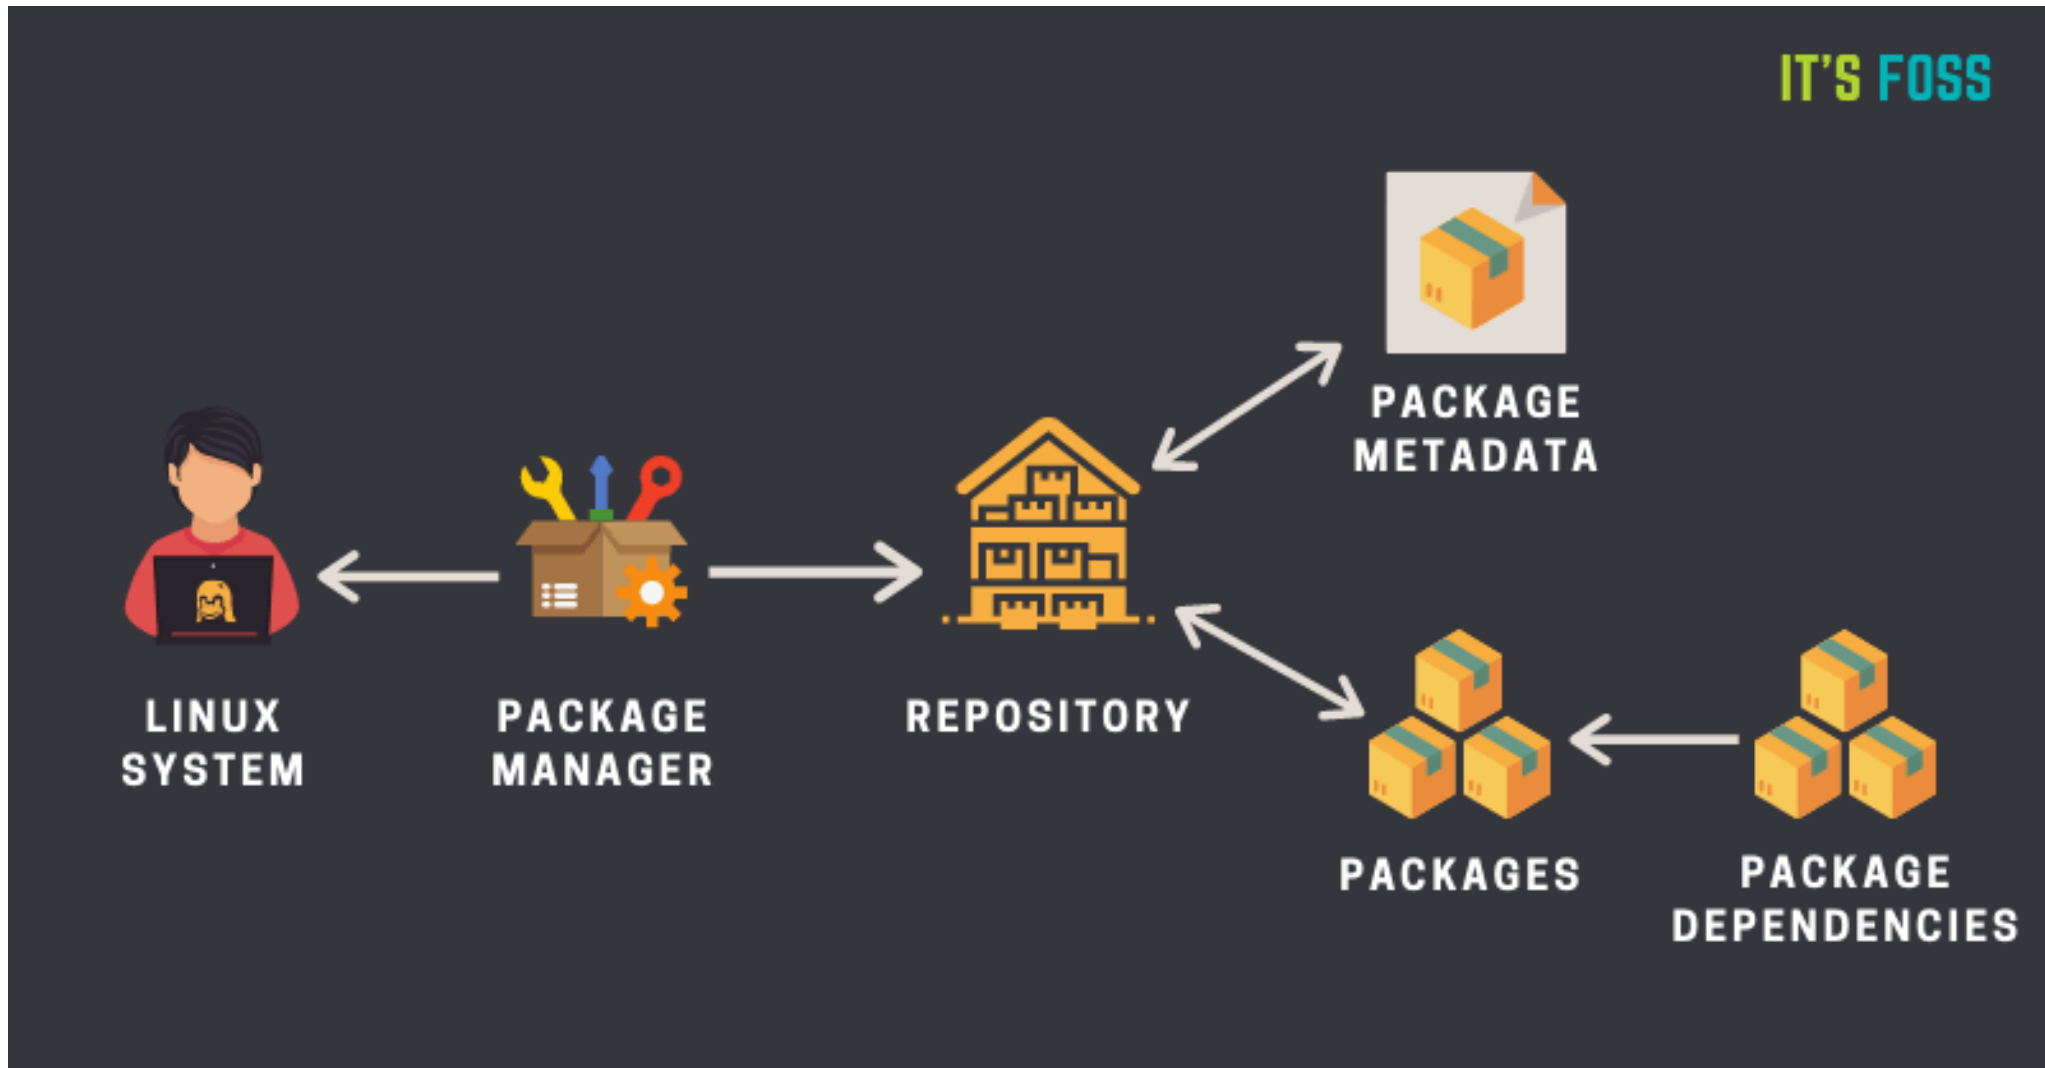 IT'S FOSS
PACKAGE
METADATA
LINUX
SYSTEM
PACKAGE
MANAGER
REPOSITORY
PACKAGES
PACKAGE
DEPENDENCIES